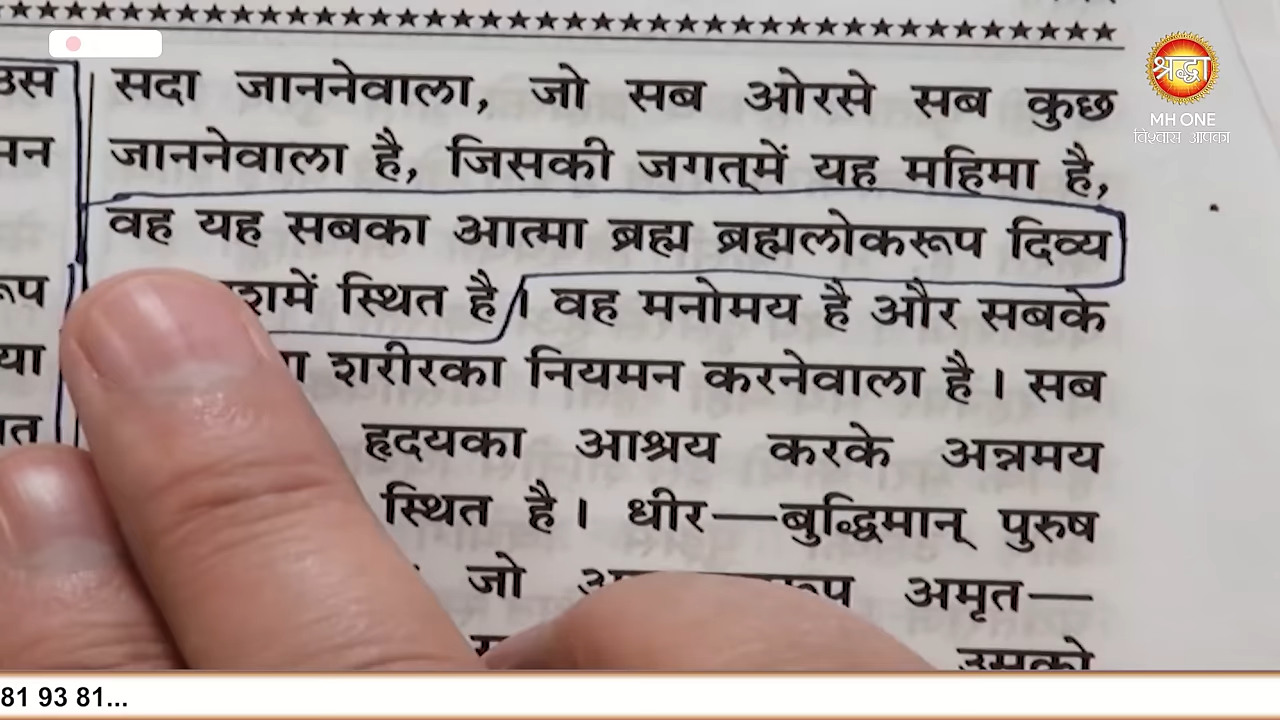 ★★★★★★★★★★★★★★★★★★★★★★★★★★★★★★★★★★★★★★★★★★★★★★
श्रद्धा
MH ONE
विश्वास आपका
उस
सदा जाननेवाला, जो सब ओरसे सब कुछ
जाननेवाला है, जिसकी जगत्‌में यह महिमा है,
वह यह सबका आत्मा ब्रह्म ब्रह्मलोकरूप दिव्य
स्थित है। वह मनोमय है और सबके
शरीरका नियमन करनेवाला है। सब
हृदयका आश्रय करके अन्नमय
स्थित है। धीर—बुद्धिमान् पुरुष
जो अमृत—
उसको
81 93 81...